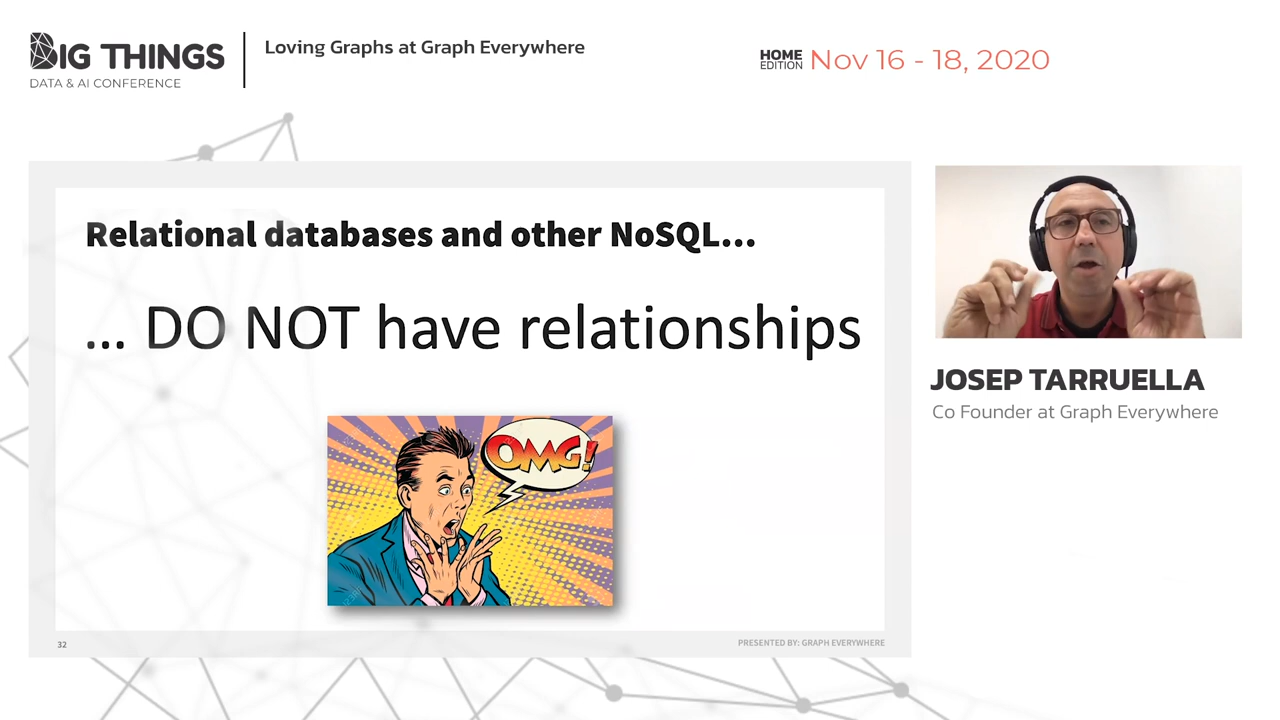 BIG THINGS
DATA & AI CONFERENCE
Loving Graphs at Graph Everywhere
HOME
EDITION
Nov 16 - 18, 2020
Relational databases and other NoSQL...
... DO NOT have relationships
OMG!
32
PRESENTED BY: GRAPH EVERYWHERE
JOSEP TARRUELLA
Co Founder at Graph Everywhere